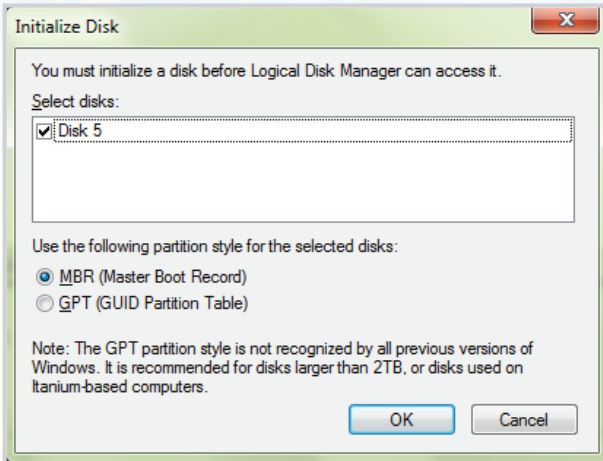 Initialize Disk
You must initialize a disk before Logical Disk Manager can access it.
Select disks:
Disk 5
Use the following partition style for the selected disks:
MBR (Master Boot Record)
GPT (GUID Partition Table)
Note: The GPT partition style is not recognized by all previous versions of
Windows. It is recommended for disks larger than 2TB, or disks used on
Itanium-based computers.
OK Cancel